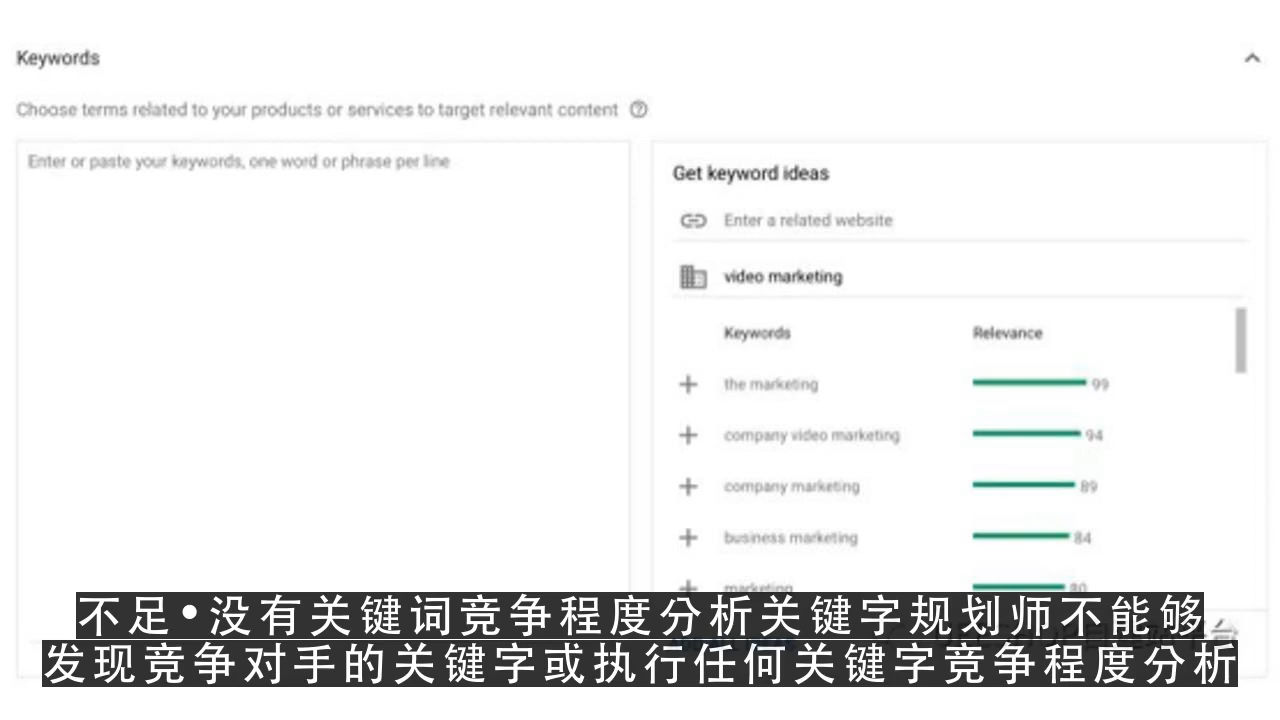 Keywords
Choose terms related to your products or services to target relevant content
Enter or paste your keywords, one word or phrase per line
Get keyword ideas
Enter a related website
video marketing
Keywords Relevance
the marketing 99
company video marketing 94
company marketing 89
business marketing 84
marketing 80
不足•没有关键词竞争程度分析关键字规划师不能够
发现竞争对手的关键字或执行任何关键字竞争程度分析